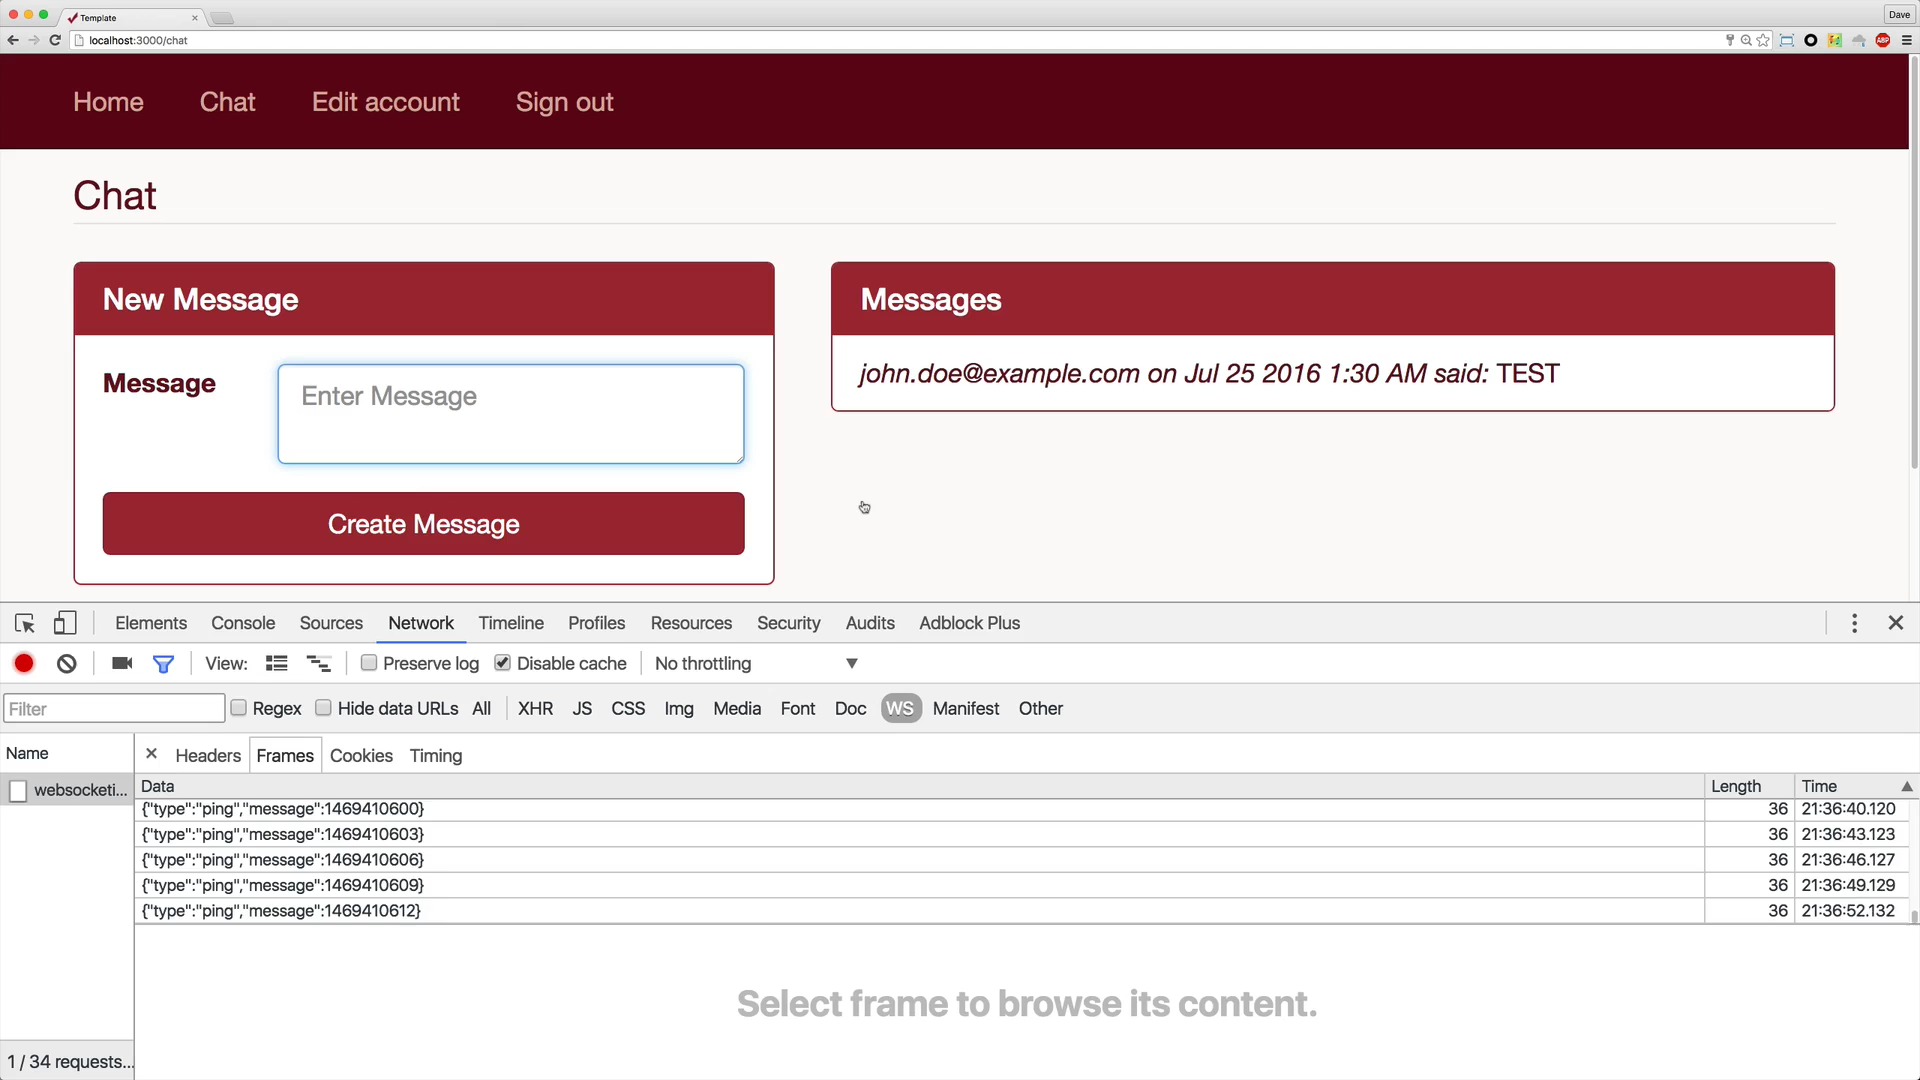 Template
Dave
localhost:3000/chat
ABP
Home Chat Edit account Sign out
Chat
New Message
Message
Enter Message
Create Message
Messages
john.doe@example.com on Jul 25 2016 1:30 AM said: TEST
Elements Console Sources Network Timeline Profiles Resources Security Audits Adblock Plus
View: Preserve log Disable cache No throttling
Filter Regex Hide data URLs All XHR JS CSS Img Media Font Doc WS Manifest Other
Name Headers Frames Cookies Timing
websocketi... Data Length Time
{"type":"ping","message":1469410600} 36 21:36:40.120
{"type":"ping","message":1469410603} 36 21:36:43.123
{"type":"ping","message":1469410606} 36 21:36:46.127
{"type":"ping","message":1469410609} 36 21:36:49.129
{"type":"ping","message":1469410612} 36 21:36:52.132
Select frame to browse its content.
1 / 34 requests...